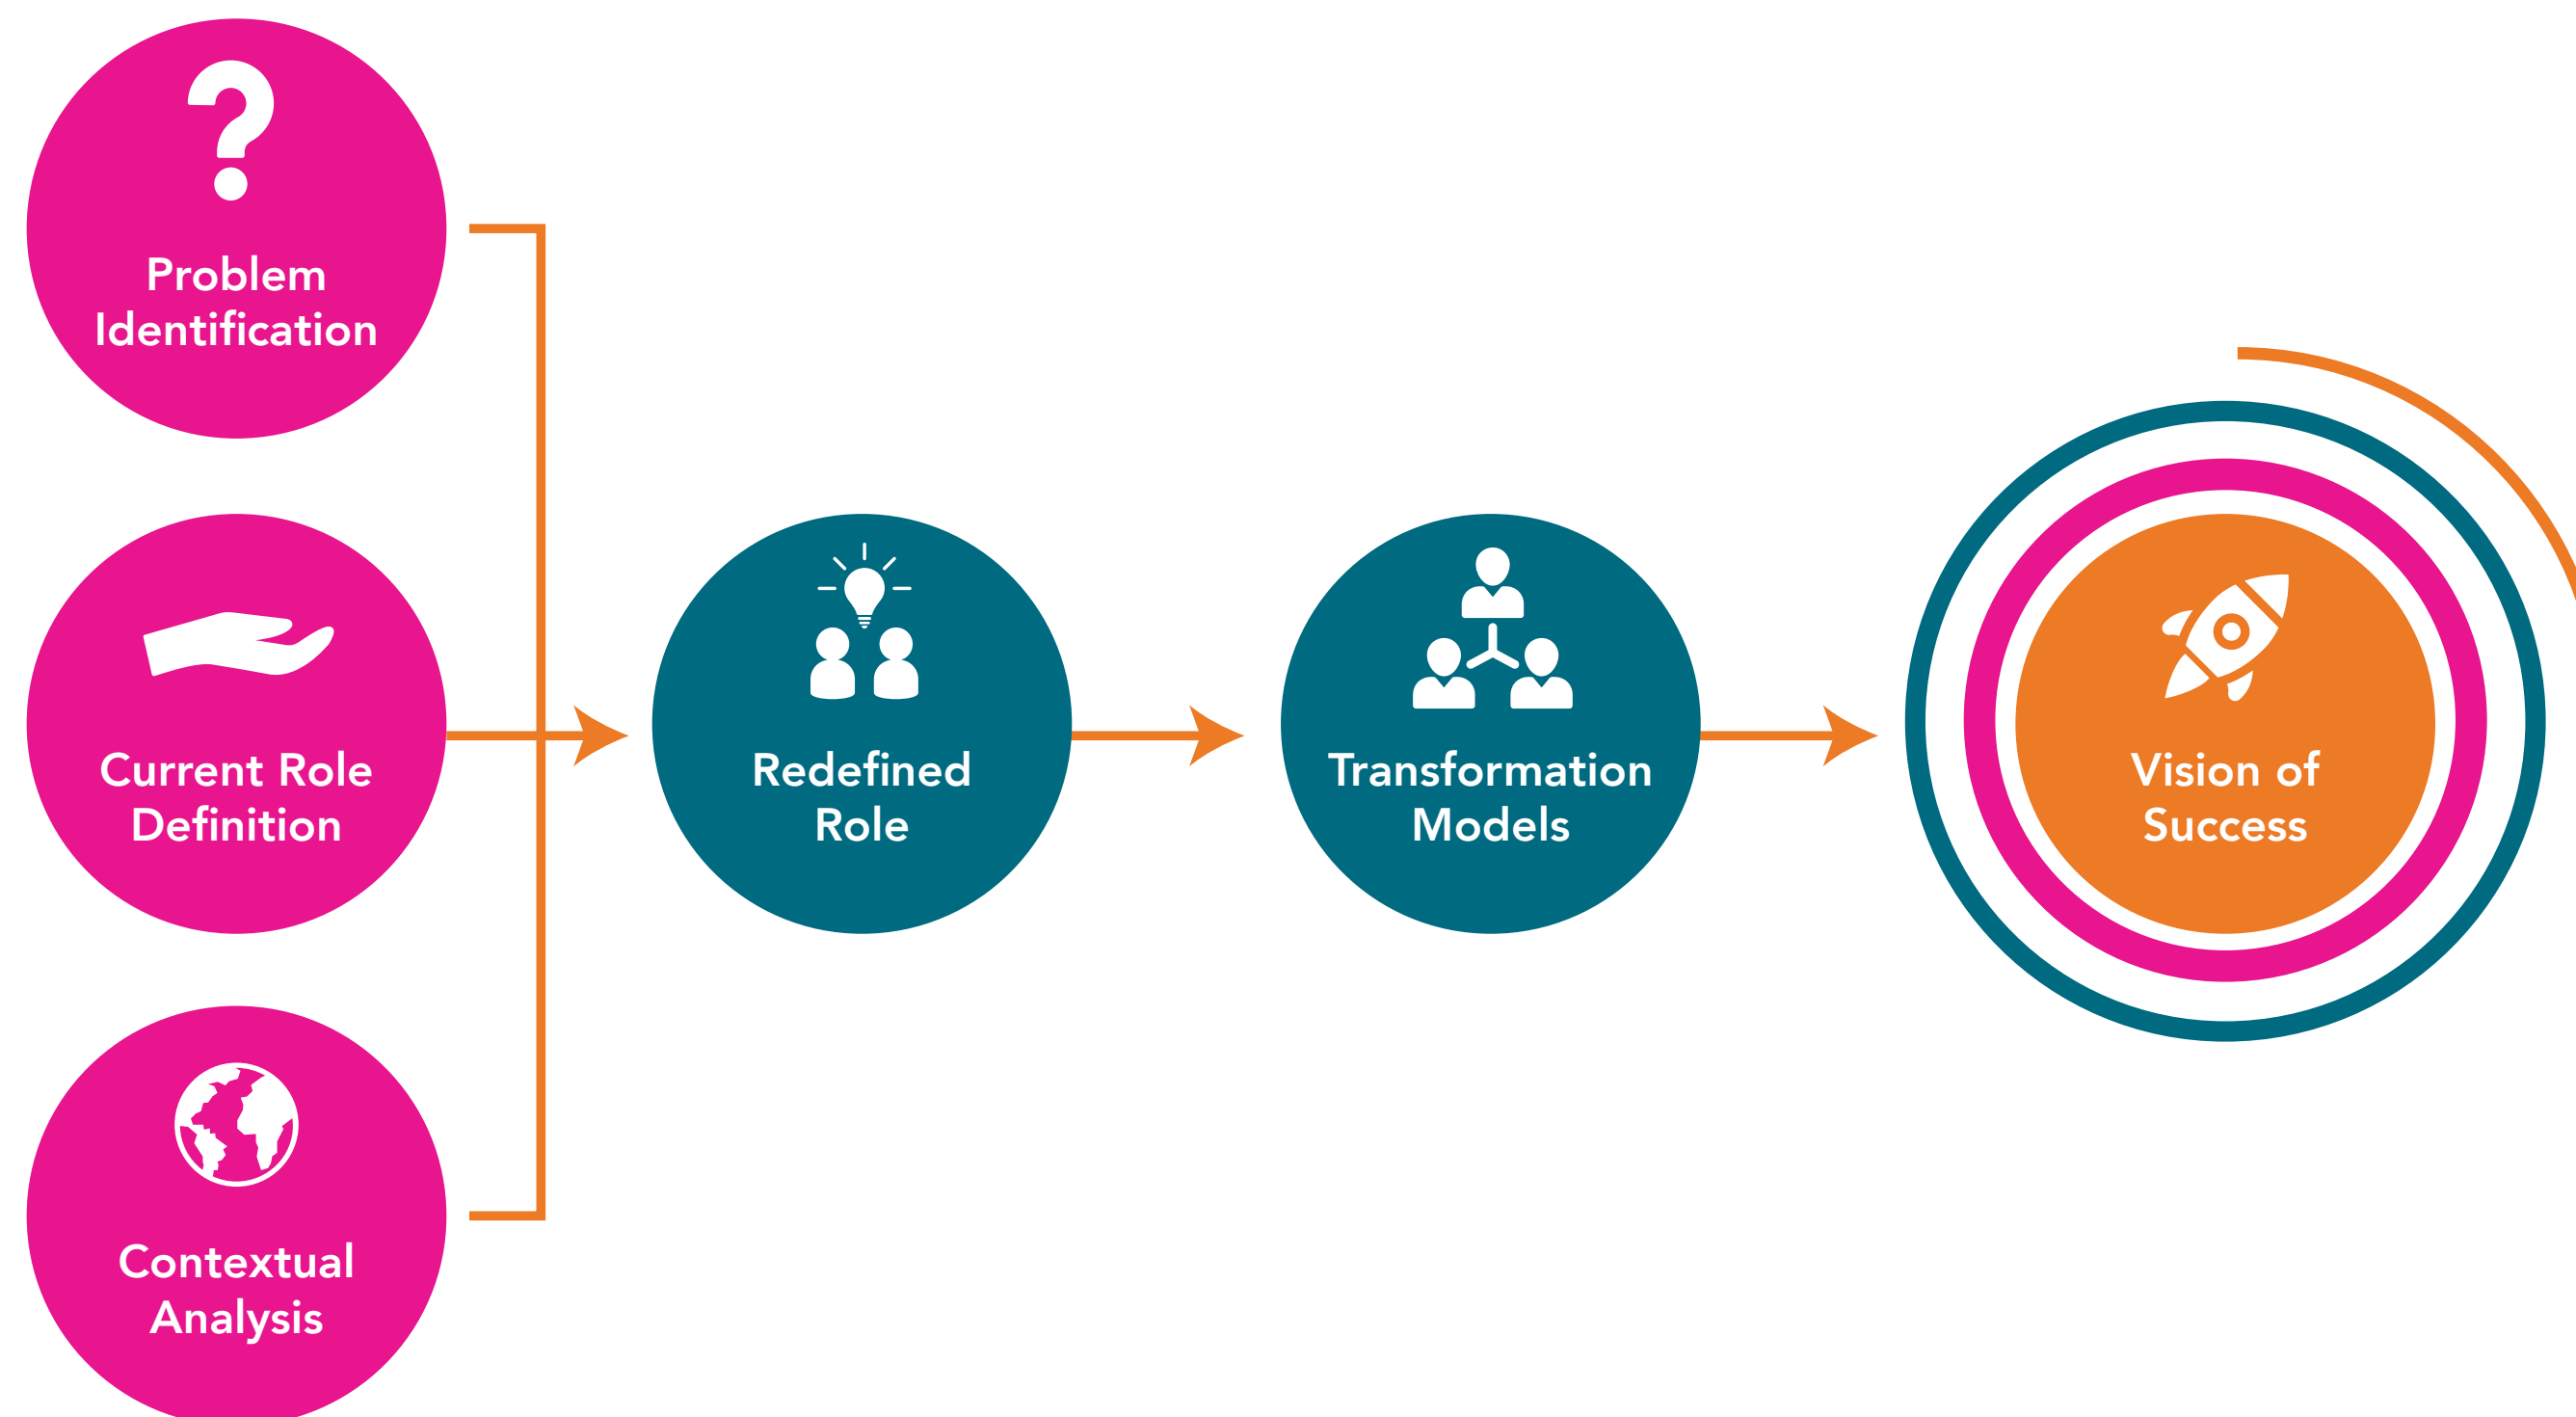 Problem
Identification
Current Role
Definition
Contextual
Analysis
Redefined
Role
Transformation
Models
Vision of
Success